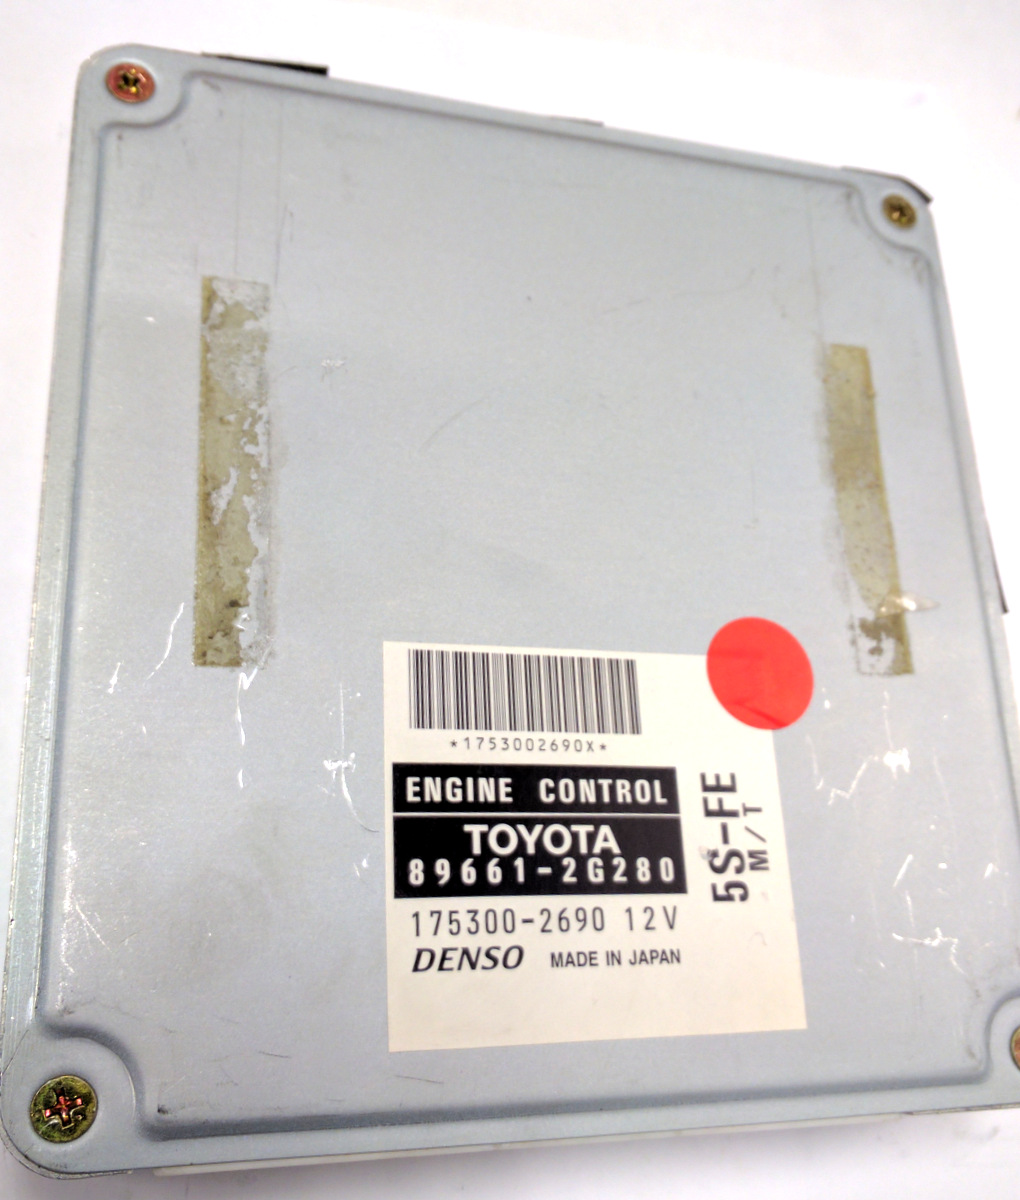 *1753002690X*
ENGINE CONTROL
TOYOTA
89661-2G280
175300-2690 12V
DENSO MADE IN JAPAN
5S-FE
M/T